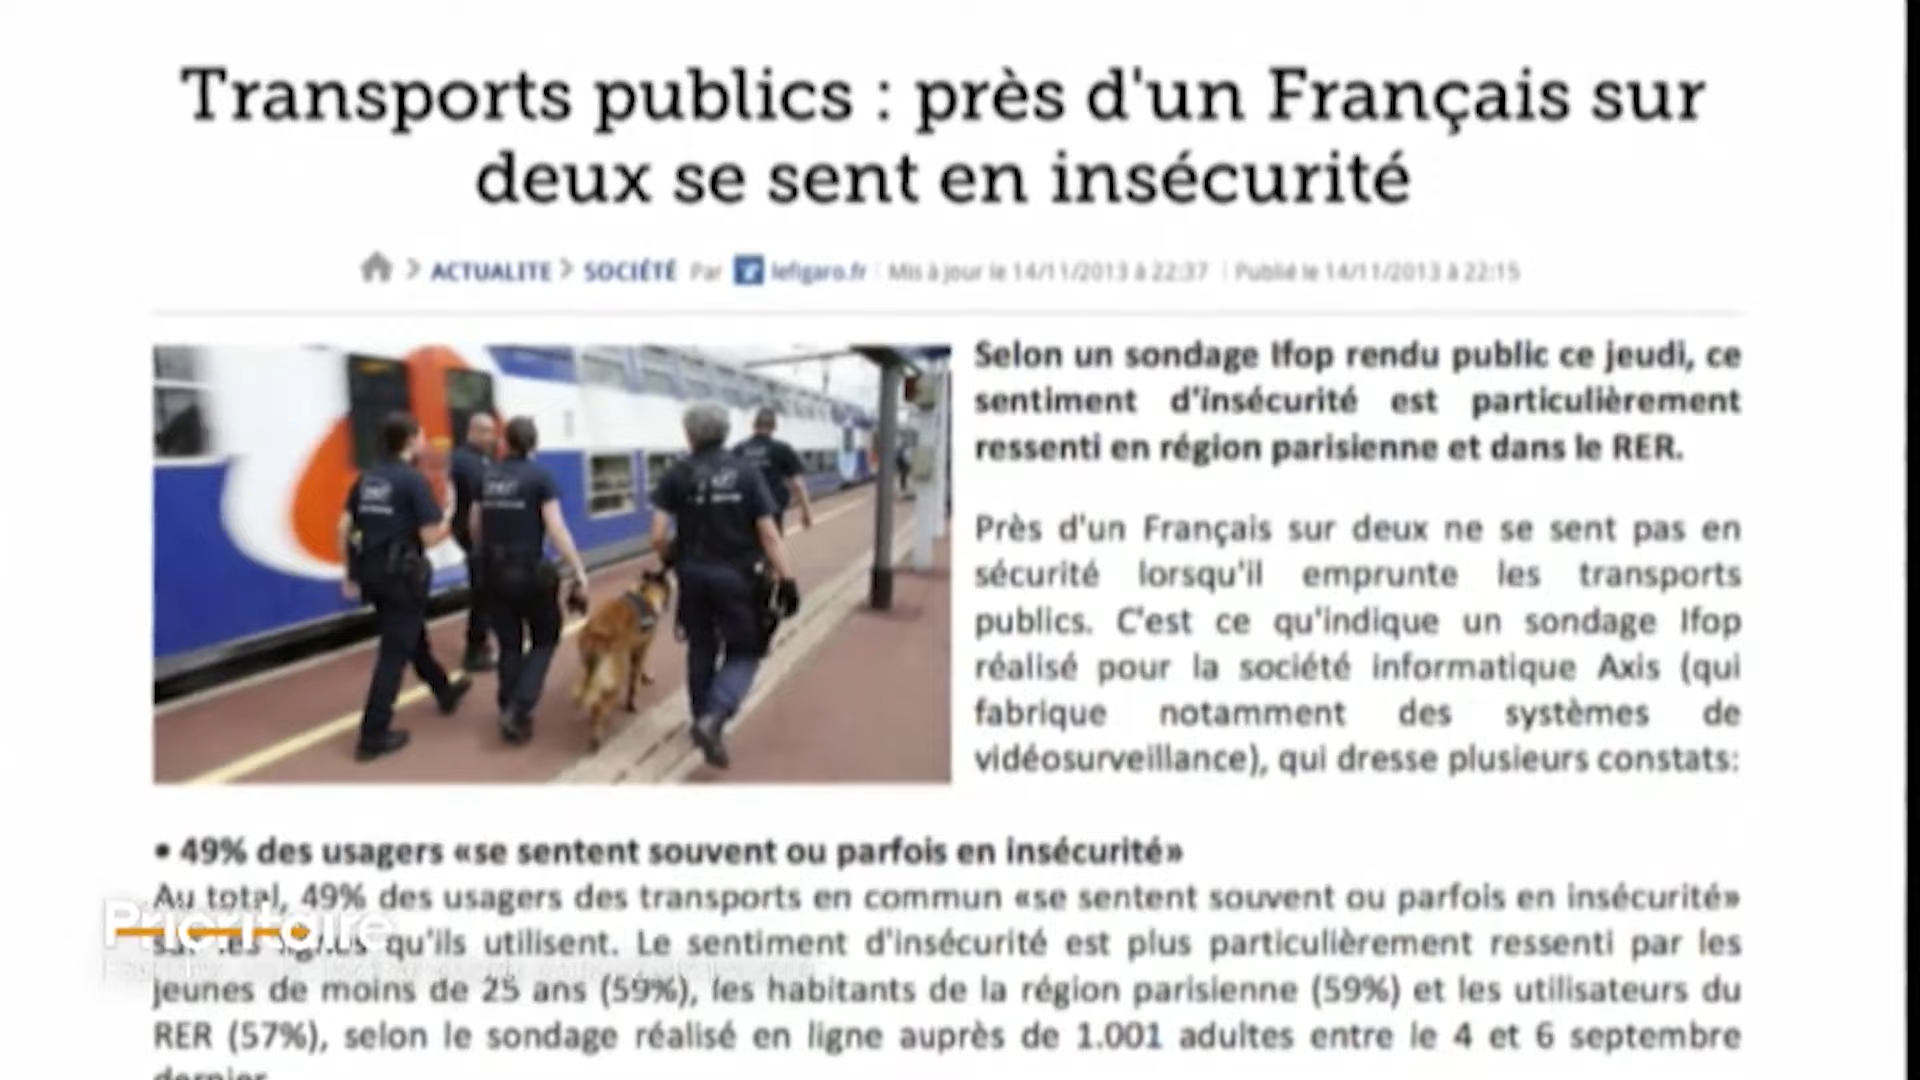 Transports publics : près d'un Français sur
deux se sent en insécurité
ACTUALITE > SOCIÉTÉ Par lefigaro.fr | Mis à jour le 14/11/2013 à 22:37 | Publié le 14/11/2013 à 22:15
Selon un sondage Ifop rendu public ce jeudi, ce
sentiment d'insécurité est particulièrement
ressenti en région parisienne et dans le RER.
Près d'un Français sur deux ne se sent pas en
sécurité lorsqu'il emprunte les transports
publics. C'est ce qu'indique un sondage Ifop
réalisé pour la société informatique Axis (qui
fabrique notamment des systèmes de
vidéosurveillance), qui dresse plusieurs constats:
• 49% des usagers «se sentent souvent ou parfois en insécurité»
Au total, 49% des usagers des transports en commun «se sentent souvent ou parfois en insécurité»
qu'ils utilisent. Le sentiment d'insécurité est plus particulièrement ressenti par les
jeunes de moins de 25 ans (59%), les habitants de la région parisienne (59%) et les utilisateurs du
RER (57%), selon le sondage réalisé en ligne auprès de 1.001 adultes entre le 4 et 6 septembre
Prioritaire